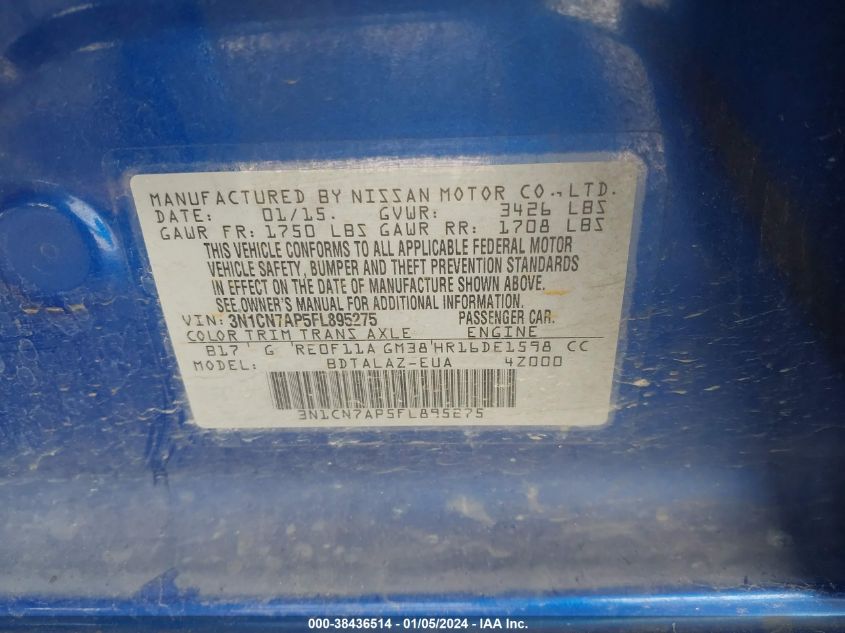 MANUFACTURED BY NISSAN MOTOR CO.,LTD.
DATE: 01/15. GVWR: 3426 LBS
GAWR FR: 1750 LBS GAWR RR: 1708 LBS
THIS VEHICLE CONFORMS TO ALL APPLICABLE FEDERAL MOTOR
VEHICLE SAFETY, BUMPER AND THEFT PREVENTION STANDARDS
IN EFFECT ON THE DATE OF MANUFACTURE SHOWN ABOVE.
SEE OWNER'S MANUAL FOR ADDITIONAL INFORMATION.
VIN: 3N1CN7AP5FL895275 PASSENGER CAR.
COLOR TRIM TRANS AXLE ENGINE
B17 G RE0F11A GM38 HR16DE1598 CC
MODEL: BDTALAZ-EUA 4Z000
3N1CN7AP5FL895275
000-38436514 - 01/05/2024 - IAA Inc.